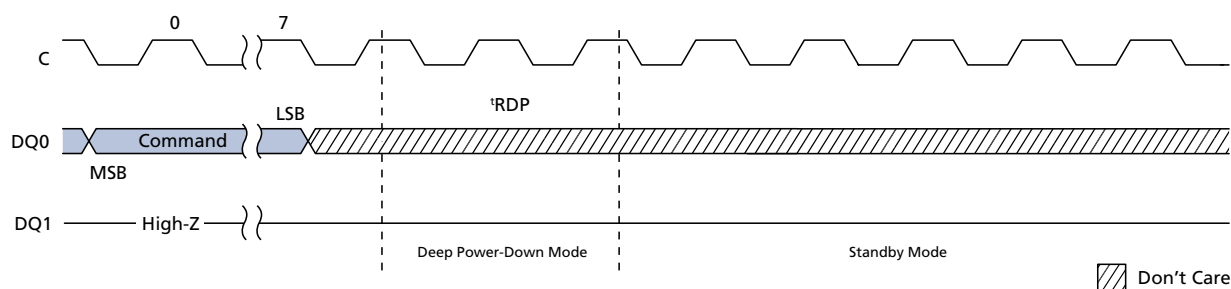 0 7
C
ᵗRDP
LSB
DQ0 Command
MSB
DQ1 High-Z
Deep Power-Down Mode Standby Mode
Don't Care